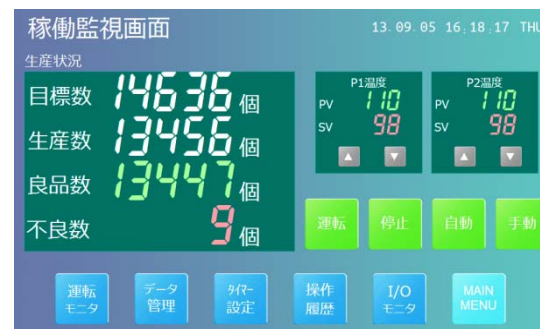 稼働監視画面
13.09.05 16:18:17 THU
生産状況
目標数 14636 個
生産数 13456 個
良品数 13447 個
不良数 9 個
P1温度
PV 110
SV 98
▲ ▼
P2温度
PV 110
SV 98
▲ ▼
運転 停止 自動 手動
運転
モニタ
データ
管理
ﾀｲﾏｰ
設定
操作
履歴
I/O
モニタ
MAIN
MENU